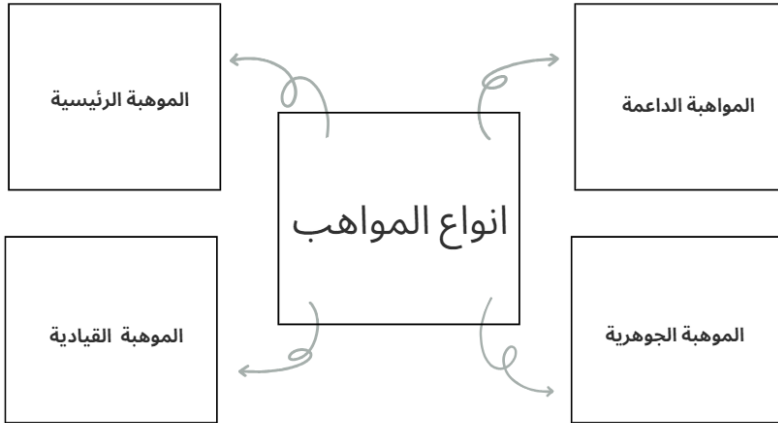 المواهبة الداعمة
الموهبة الرئيسية
انواع المواهب
الموهبة الجوهرية
الموهبة القيادية